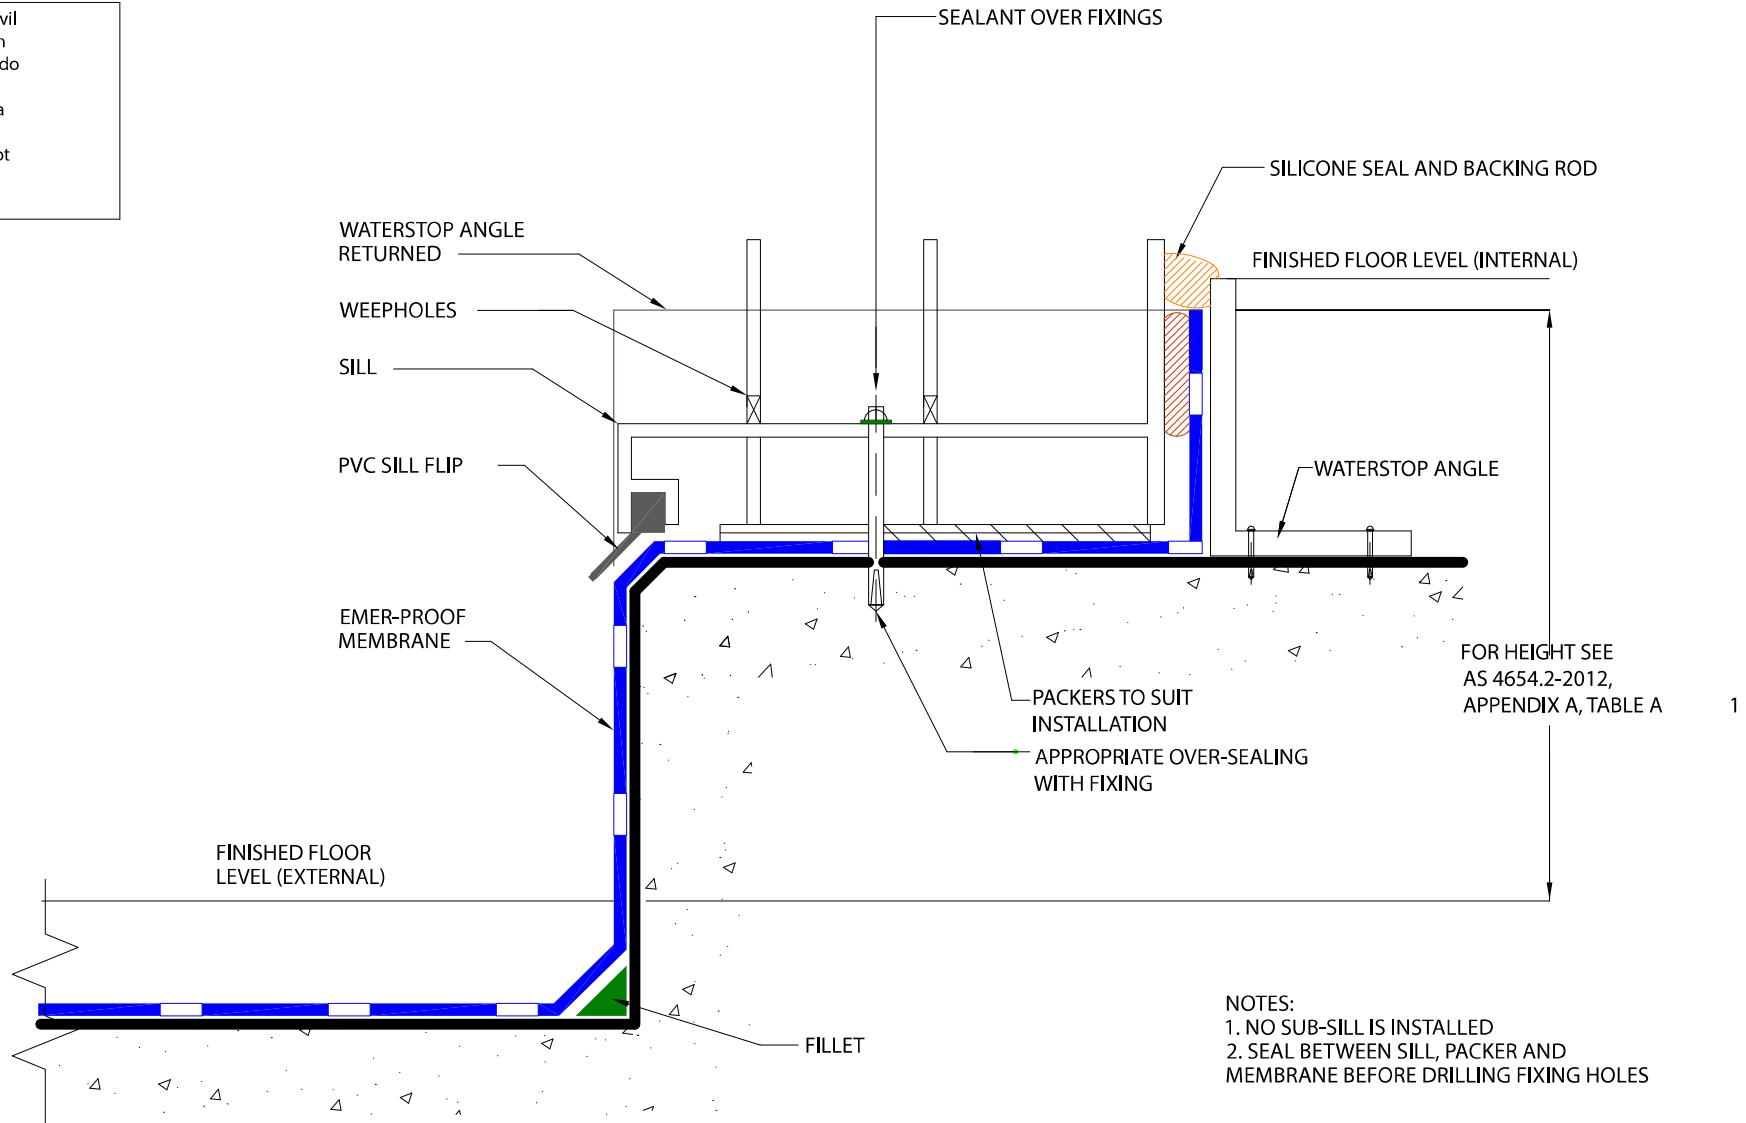 do
SEALANT OVER FIXINGS
SILICONE SEAL AND BACKING ROD
WATERSTOP ANGLE
RETURNED
FINISHED FLOOR LEVEL (INTERNAL)
WEEPHOLES
SILL
PVC SILL FLIP
WATERSTOP ANGLE
EMER-PROOF
MEMBRANE
FOR HEIGHT SEE
AS 4654.2-2012,
APPENDIX A, TABLE A 1
PACKERS TO SUIT
INSTALLATION
APPROPRIATE OVER-SEALING
WITH FIXING
FINISHED FLOOR
LEVEL (EXTERNAL)
FILLET
NOTES:
1. NO SUB-SILL IS INSTALLED
2. SEAL BETWEEN SILL, PACKER AND
MEMBRANE BEFORE DRILLING FIXING HOLES